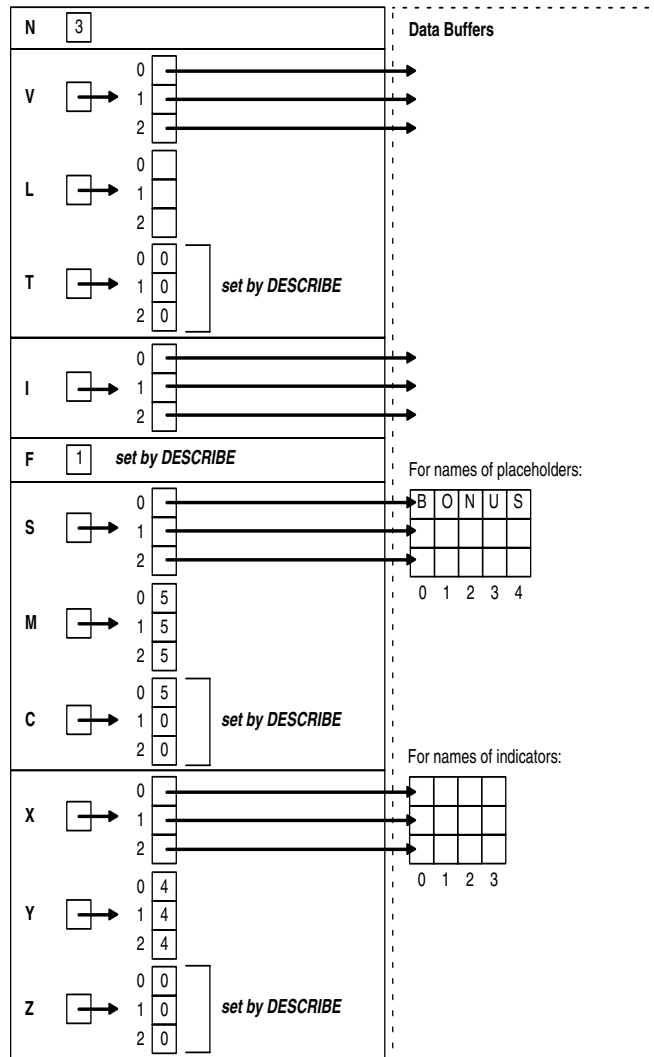 N 3 Data Buffers
0
V 1
2
0
L 1
2
0 0
T 1 0 set by DESCRIBE
2 0
0
I 1
2
F 1 set by DESCRIBE
For names of placeholders:
0 B O N U S
S 1
2
0 1 2 3 4
0 5
M 1 5
2 5
0 5
C 1 0 set by DESCRIBE
2 0
For names of indicators:
0
X 1
2
0 1 2 3
0 4
Y 1 4
2 4
0 0
Z 1 0 set by DESCRIBE
2 0